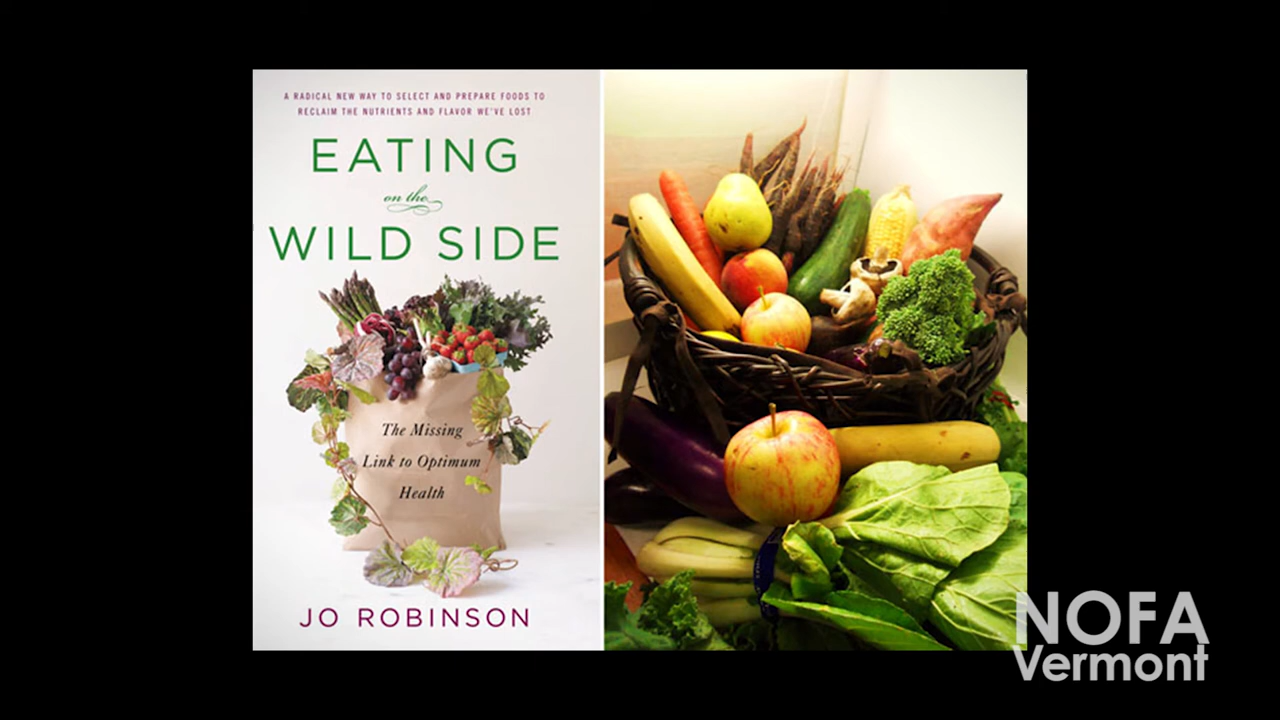 A RADICAL NEW WAY TO SELECT AND PREPARE FOODS TO
RECLAIM THE NUTRIENTS AND FLAVOR WE'VE LOST
EATING
on the
WILD SIDE
The Missing
Link to Optimum
Health
JO ROBINSON
NOFA
Vermont